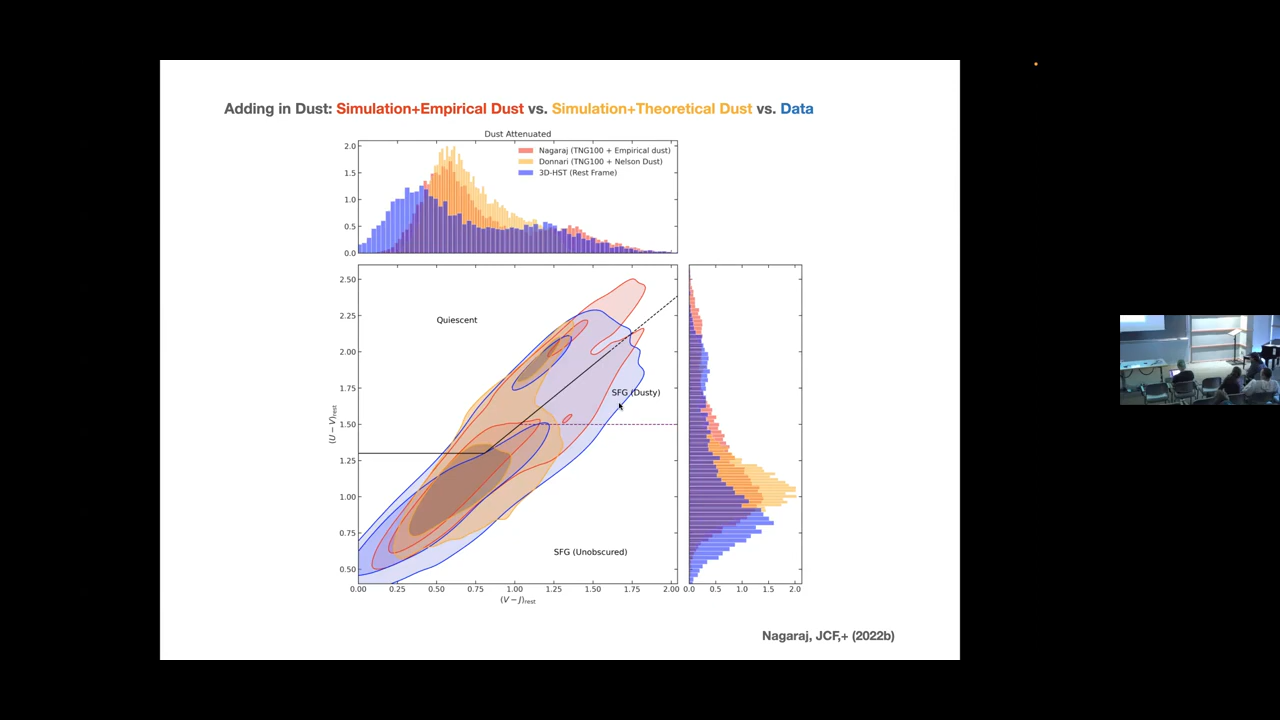 Adding in Dust: Simulation+Empirical Dust vs. Simulation+Theoretical Dust vs. Data
Dust Attenuated
Nagaraj (TNG100 + Empirical dust)
Donnari (TNG100 + Nelson Dust)
3D-HST (Rest Frame)
2.0
1.5
1.0
0.5
0.0
2.50
2.25
2.00
1.75
1.50
1.25
1.00
0.75
0.50
(U − V)rest
Quiescent
SFG (Dusty)
SFG (Unobscured)
0.00 0.25 0.50 0.75 1.00 1.25 1.50 1.75 2.00
(V − J)rest
0.0 0.5 1.0 1.5 2.0
Nagaraj, JCF,+ (2022b)